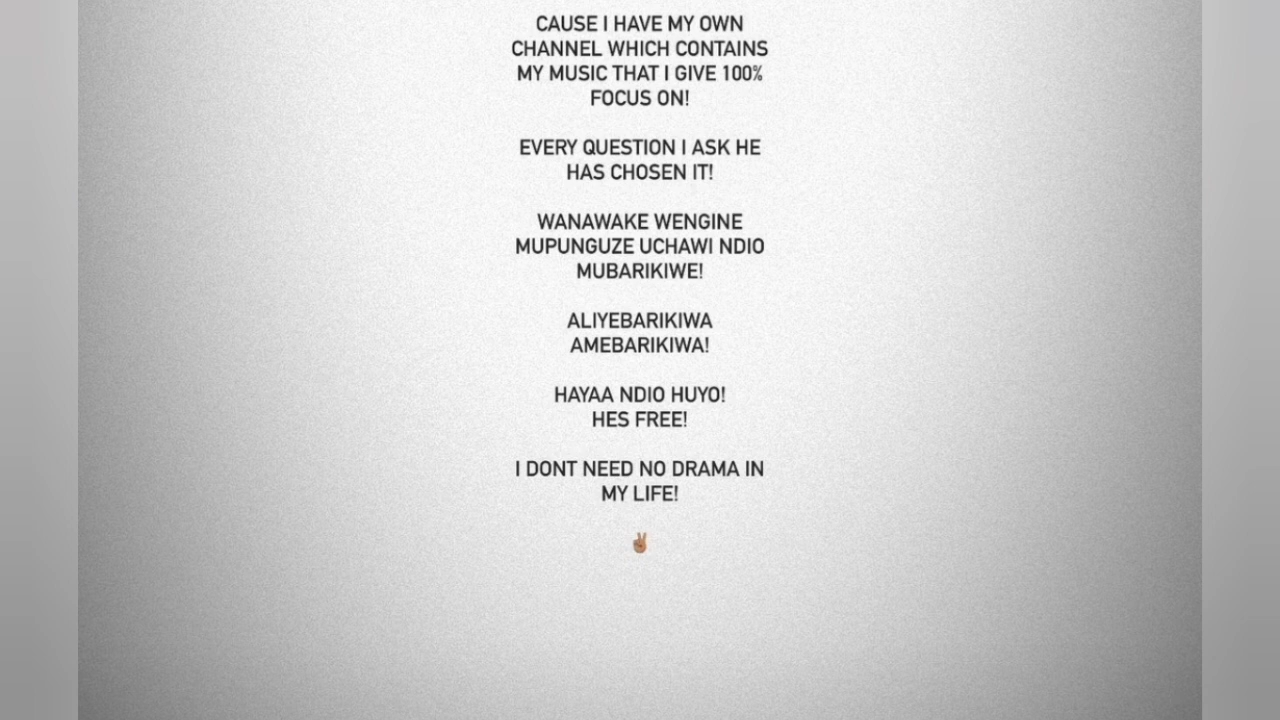 CAUSE I HAVE MY OWN
CHANNEL WHICH CONTAINS
MY MUSIC THAT I GIVE 100%
FOCUS ON!
EVERY QUESTION I ASK HE
HAS CHOSEN IT!
WANAWAKE WENGINE
MUPUNGUZE UCHAWI NDIO
MUBARIKIWE!
ALIYEBARIKIWA
AMEBARIKIWA!
HAYAA NDIO HUYO!
HES FREE!
I DONT NEED NO DRAMA IN
MY LIFE!
✌🏽